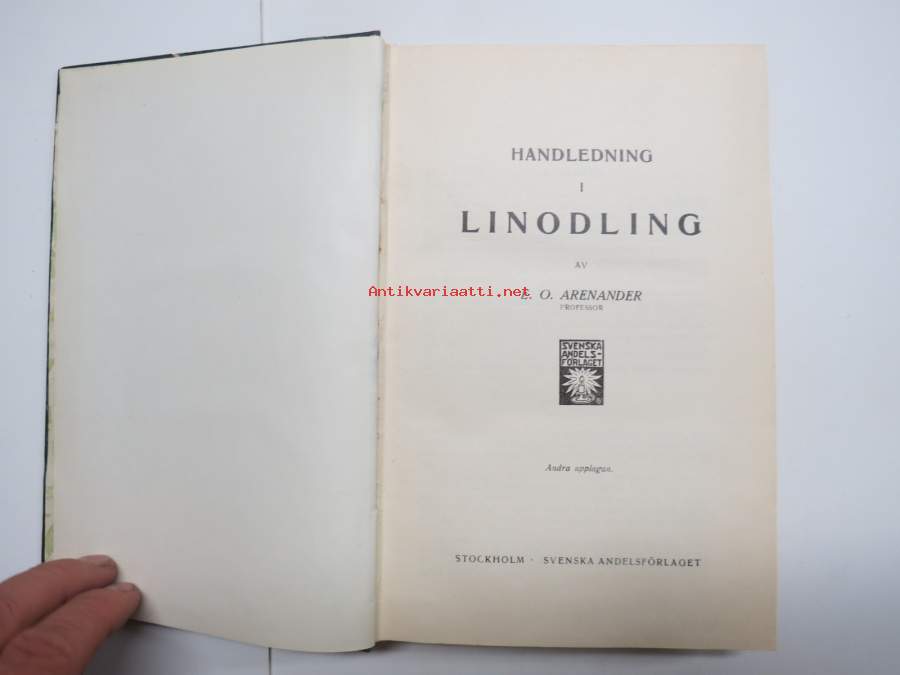 HANDLEDNING
I
LINODLING
AV
Antikvariaatti.net
E. O. ARENANDER
PROFESSOR
SVENSKA
ANDELS-
FÖRLAGET
Andra upplagan.
STOCKHOLM · SVENSKA ANDELSFÖRLAGET